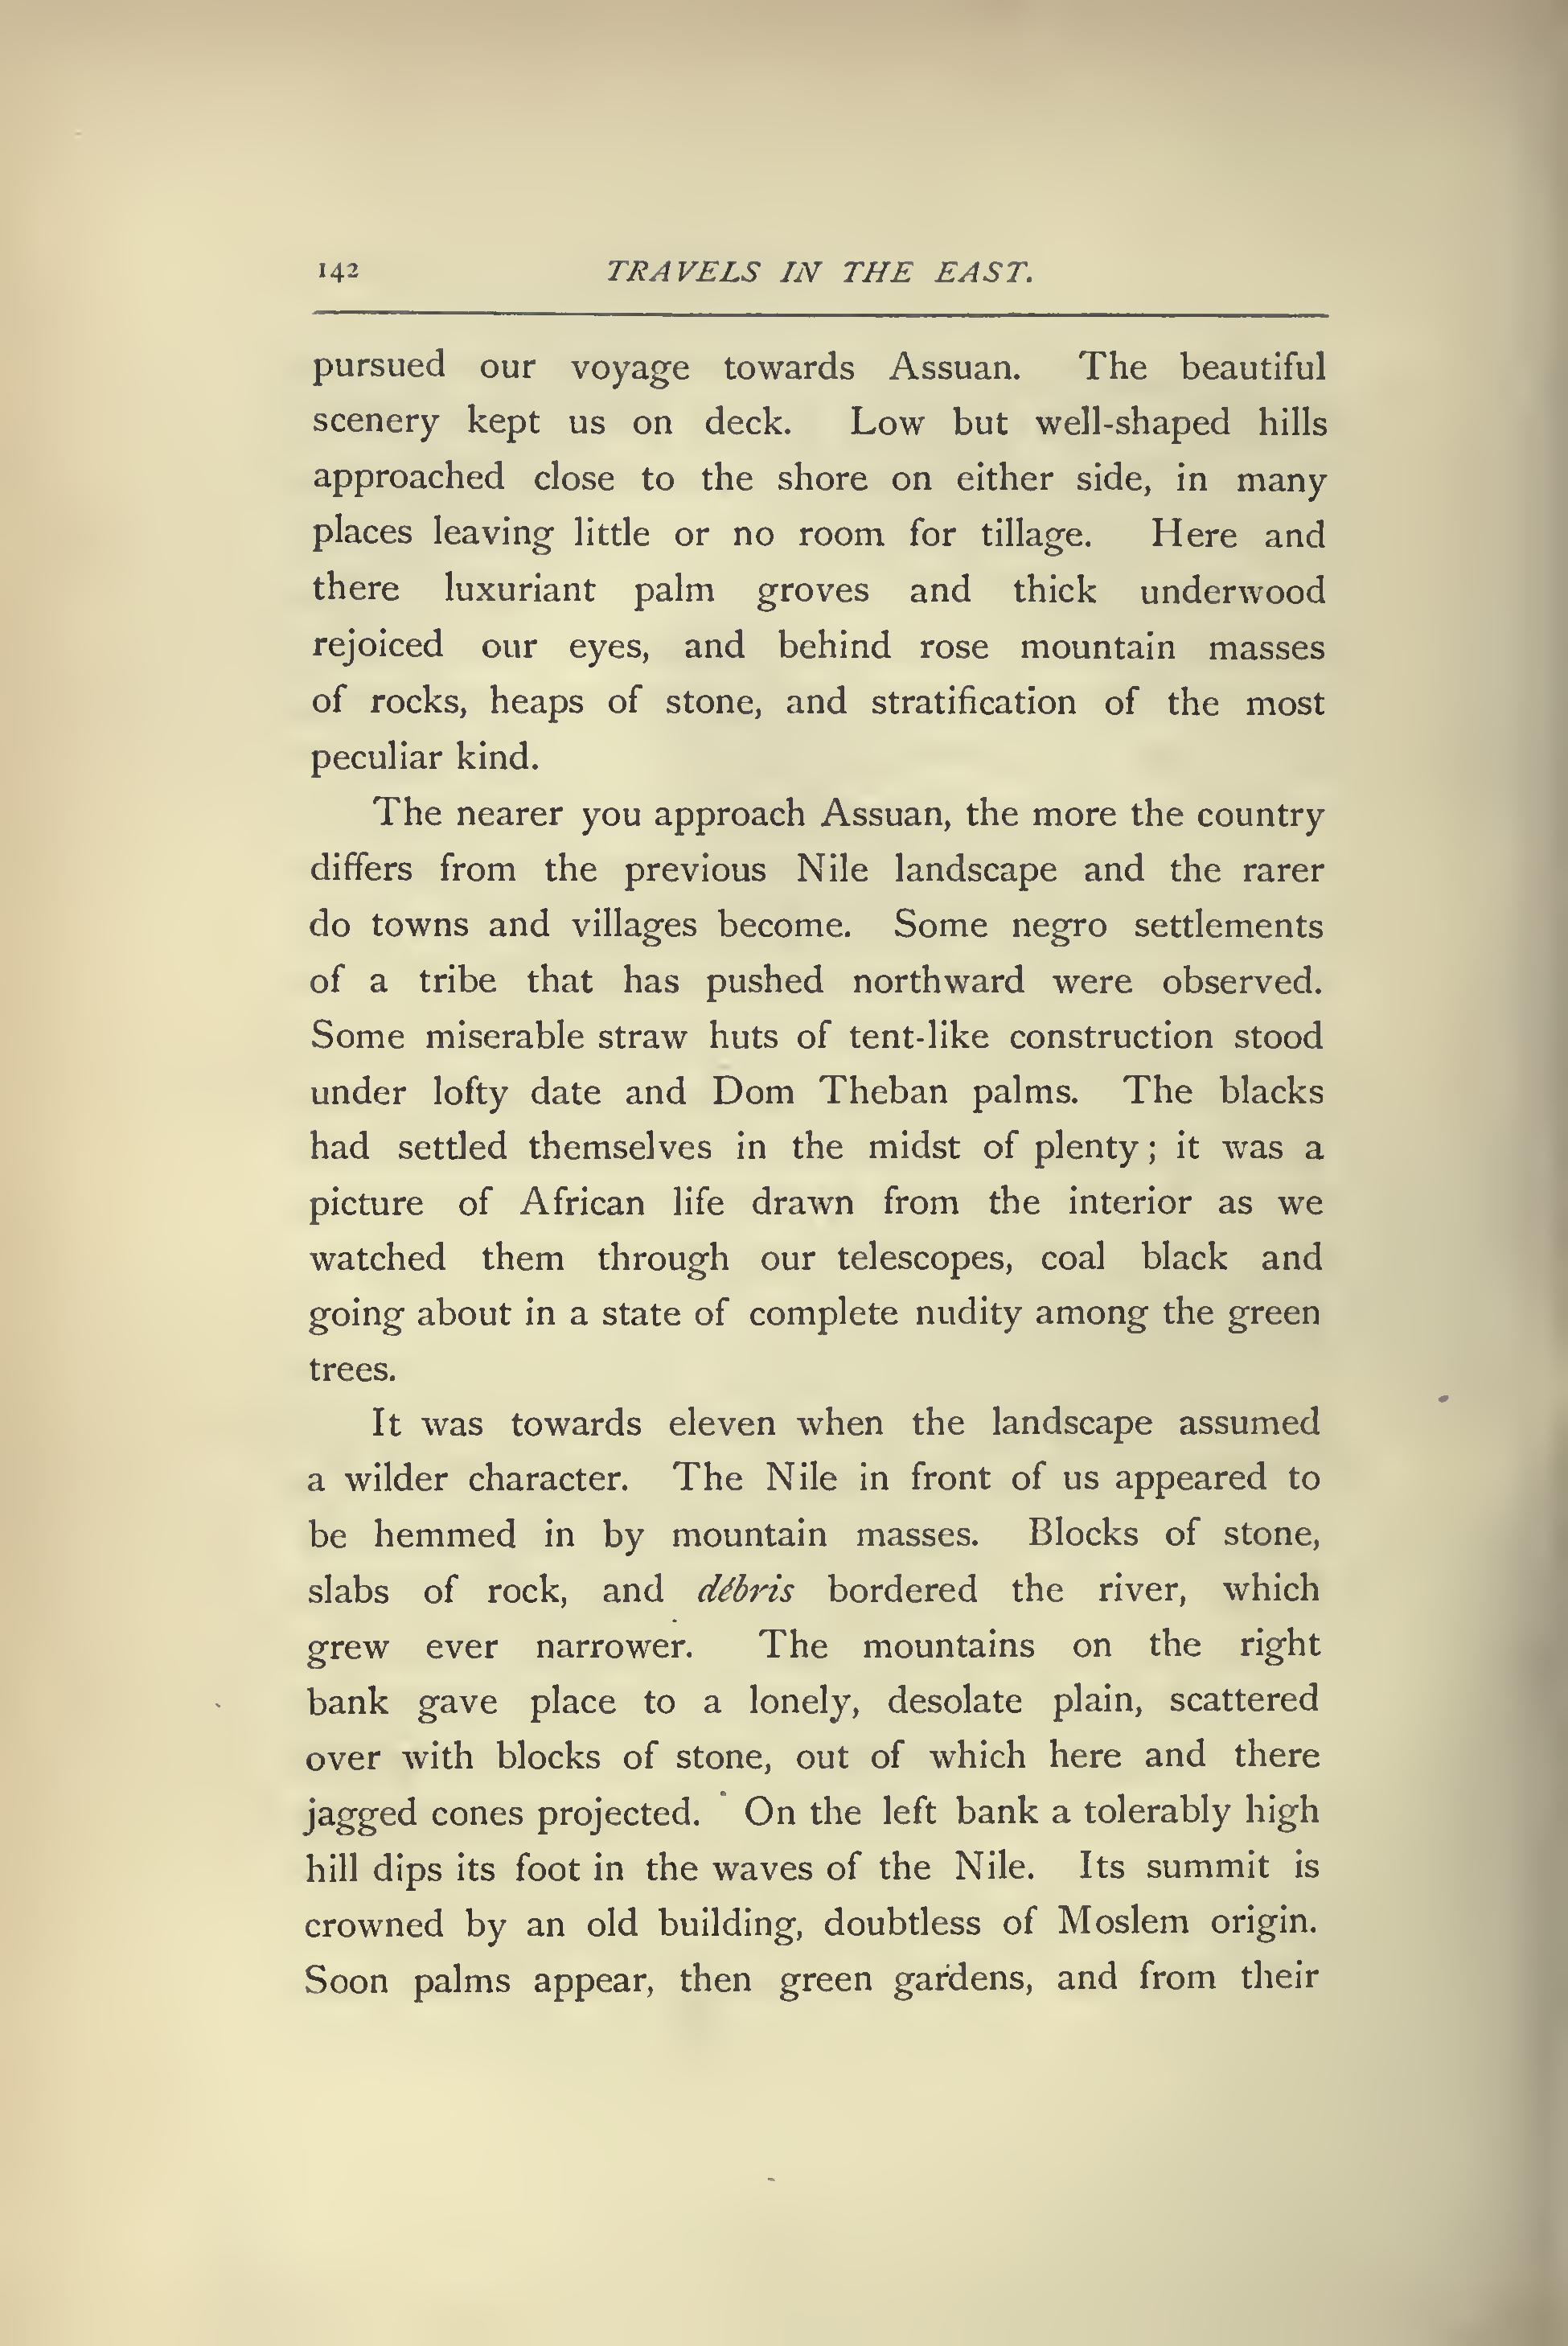 142 TRAVELS IN THE EAST.
pursued our voyage towards Assuan. The beautiful
scenery kept us on deck. Low but well-shaped hills
approached close to the shore on either side, in many
places leaving little or no room for tillage. Here and
there luxuriant palm groves and thick underwood
rejoiced our eyes, and behind rose mountain masses
of rocks, heaps of stone, and stratification of the most
peculiar kind.
The nearer you approach Assuan, the more the country
differs from the previous Nile landscape and the rarer
do towns and villages become. Some negro settlements
of a tribe that has pushed northward were observed.
Some miserable straw huts of tent-like construction stood
under lofty date and Dom Theban palms. The blacks
had settled themselves in the midst of plenty; it was a
picture of African life drawn from the interior as we
watched them through our telescopes, coal black and
going about in a state of complete nudity among the green
trees.
It was towards eleven when the landscape assumed
a wilder character. The Nile in front of us appeared to
be hemmed in by mountain masses. Blocks of stone,
slabs of rock, and débris bordered the river, which
grew ever narrower. The mountains on the right
bank gave place to a lonely, desolate plain, scattered
over with blocks of stone, out of which here and there
jagged cones projected. On the left bank a tolerably high
hill dips its foot in the waves of the Nile. Its summit is
crowned by an old building, doubtless of Moslem origin.
Soon palms appear, then green gardens, and from their